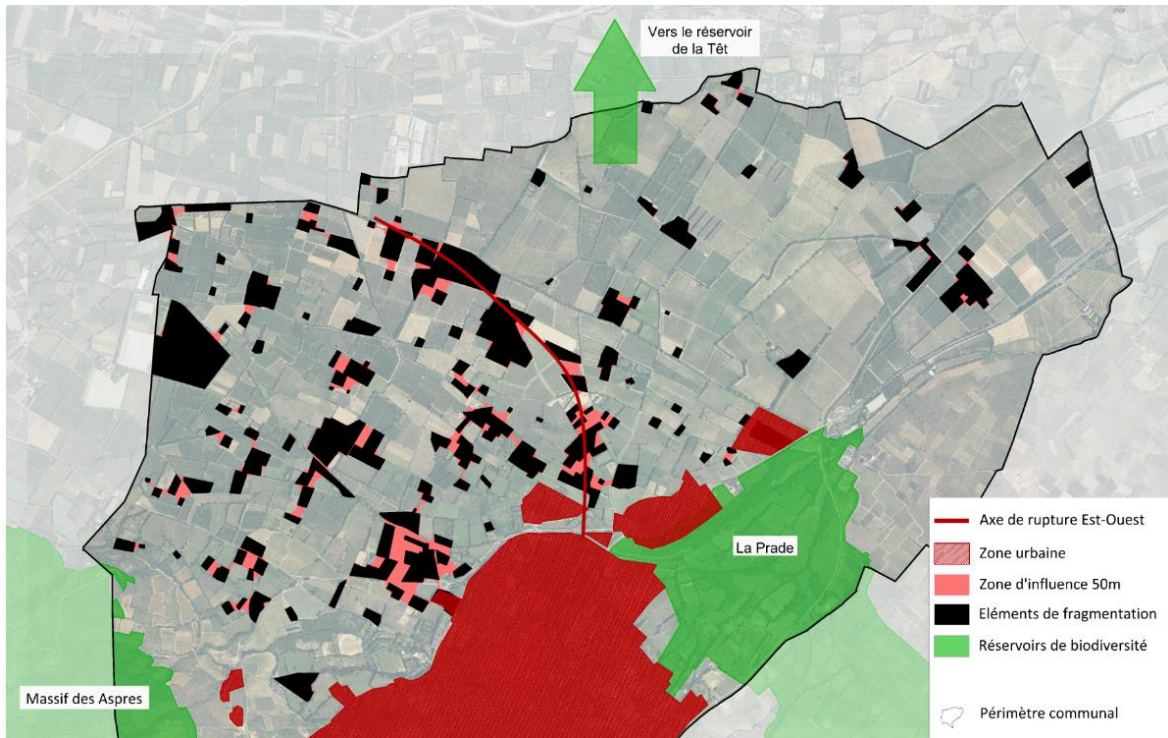 Vers le réservoir
de la Têt
La Prade
Massif des Aspres
Axe de rupture Est-Ouest
Zone urbaine
Zone d'influence 50m
Eléments de fragmentation
Réservoirs de biodiversité
Périmètre communal